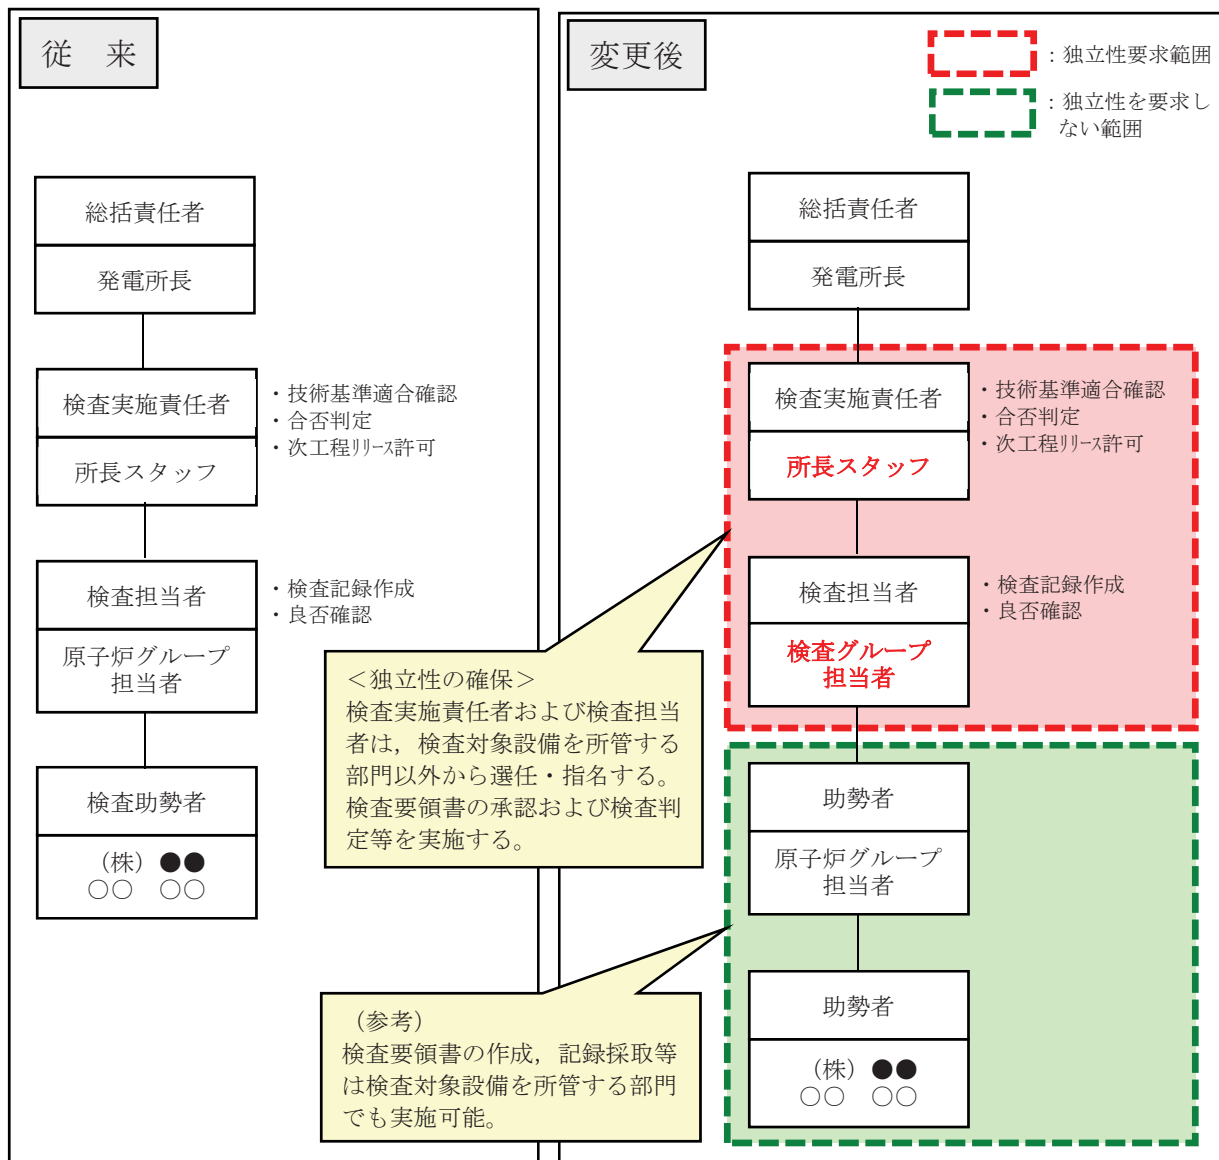 従　来
総括責任者
発電所長
検査実施責任者
所長スタッフ
・技術基準適合確認
・合否判定
・次工程ﾘﾘｰｽ許可
検査担当者
原子炉グループ
担当者
・検査記録作成
・良否確認
検査助勢者
（株）●●
○○　○○
変更後
：独立性要求範囲
：独立性を要求し
ない範囲
総括責任者
発電所長
検査実施責任者
所長スタッフ
・技術基準適合確認
・合否判定
・次工程ﾘﾘｰｽ許可
検査担当者
検査グループ
担当者
・検査記録作成
・良否確認
＜独立性の確保＞
検査実施責任者および検査担当
者は，検査対象設備を所管する
部門以外から選任・指名する。
検査要領書の承認および検査判
定等を実施する。
助勢者
原子炉グループ
担当者
助勢者
（株）●●
○○　○○
（参考）
検査要領書の作成，記録採取等
は検査対象設備を所管する部門
でも実施可能。